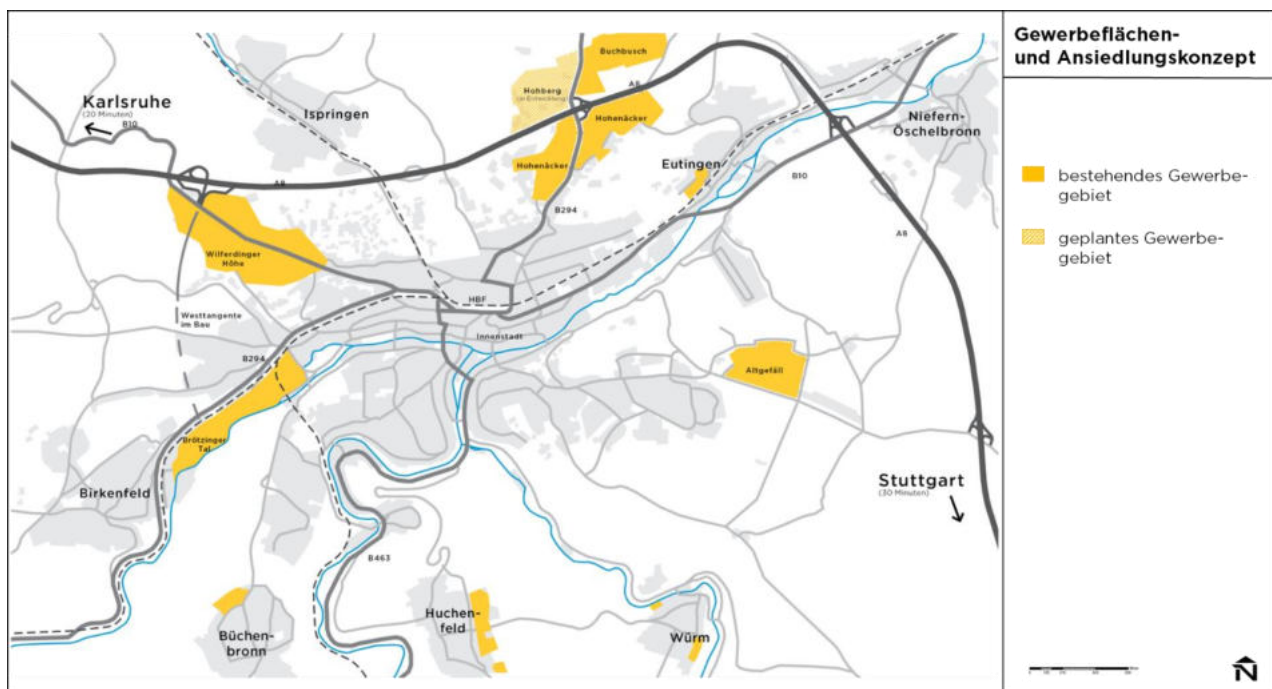 Gewerbeflächen-
und Ansiedlungskonzept
bestehendes Gewerbe-
gebiet
geplantes Gewerbe-
gebiet
N
Buchbusch
A8
Hohberg
Hohenäcker
Karlsruhe
(20 Minuten)
B10
Ispringen
Niefern-
Öschelbronn
Eutingen
Hohenäcker
B10
A8
B294
A8
Wilferdinger
Höhe
HBF
Westtangente
im Bau
Innenstadt
B294
Altgefäll
Brötzinger
Tal
Birkenfeld
Stuttgart
(30 Minuten)
B463
Huchen-
feld
Büchen-
bronn
Würm